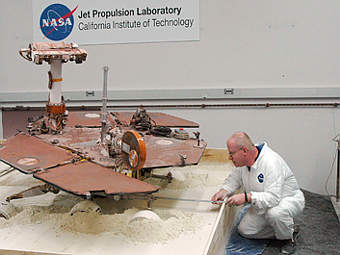 NASA
Jet Propulsion Laboratory
California Institute of Technology